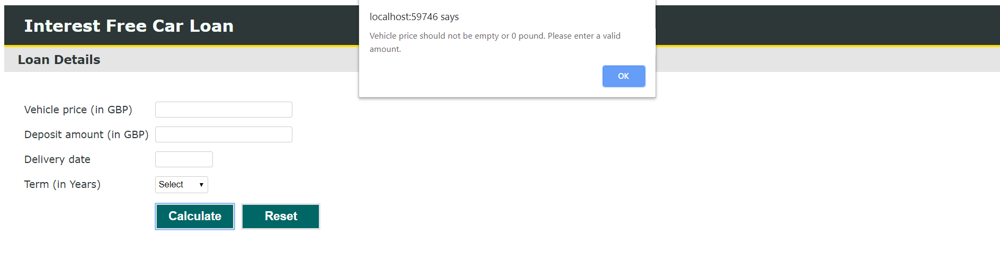 Interest Free Car Loan
localhost:59746 says
Vehicle price should not be empty or 0 pound. Please enter a valid
amount.
OK
Loan Details
Vehicle price (in GBP)
Deposit amount (in GBP)
Delivery date
Term (in Years)
Select
Calculate
Reset